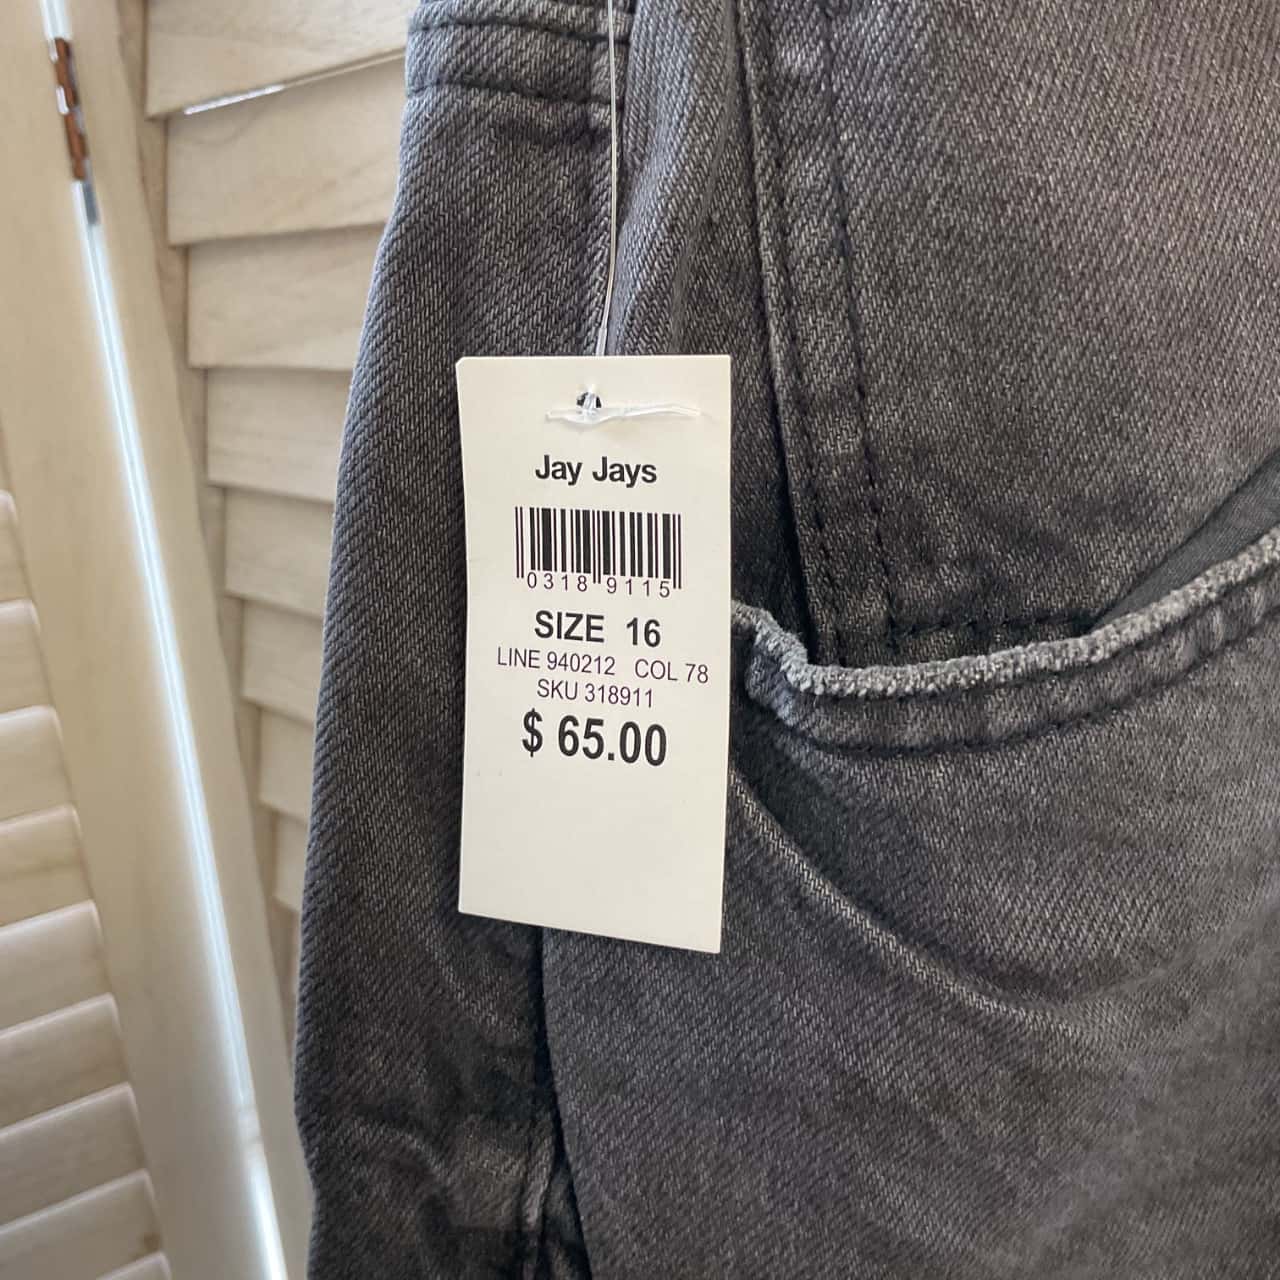 Jay Jays
0318 9115
SIZE 16
LINE 940212 COL 78
SKU 318911
$ 65.00